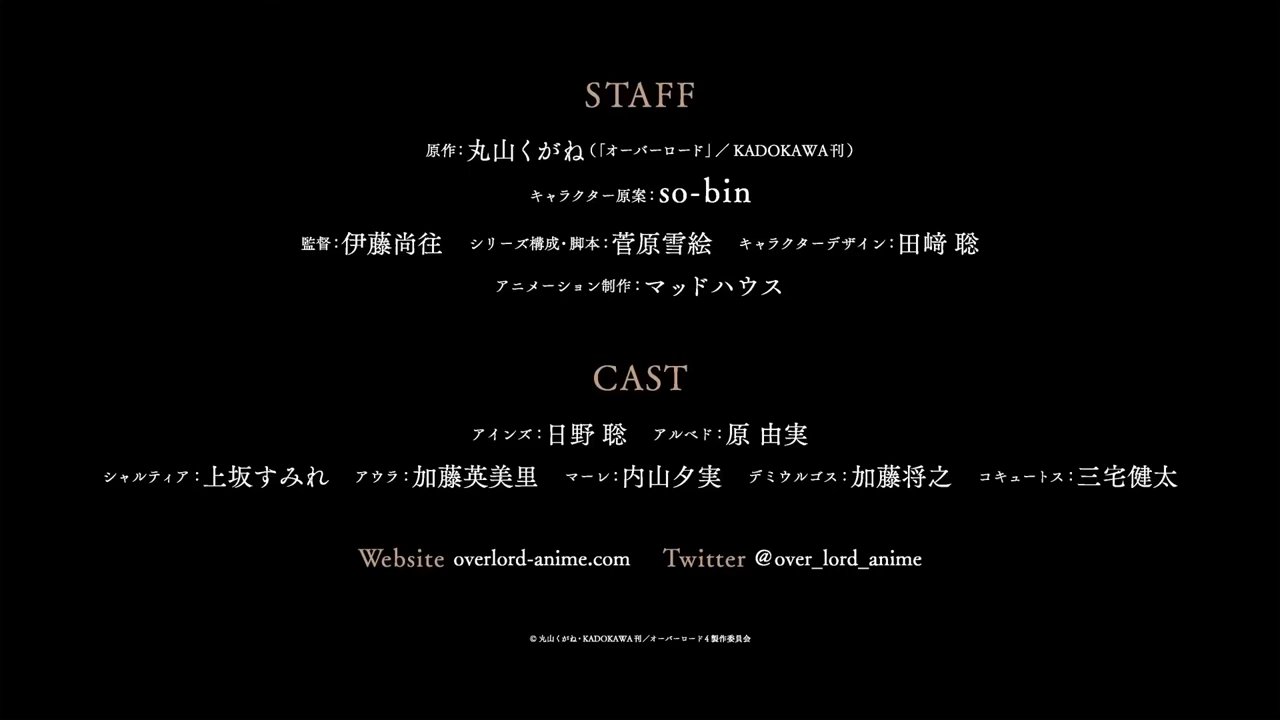 STAFF
原作:丸山くがね(「オーバーロード」/KADOKAWA刊)
キャラクター原案:so-bin
監督:伊藤尚往 シリーズ構成・脚本:菅原雪絵 キャラクターデザイン:田﨑 聡
アニメーション制作:マッドハウス
CAST
アインズ:日野 聡 アルベド:原 由実
シャルティア:上坂すみれ アウラ:加藤英美里 マーレ:内山夕実 デミウルゴス:加藤将之 コキュートス:三宅健太
Website overlord-anime.com Twitter @over_lord_anime
© 丸山くがね・KADOKAWA刊/オーバーロード4製作委員会